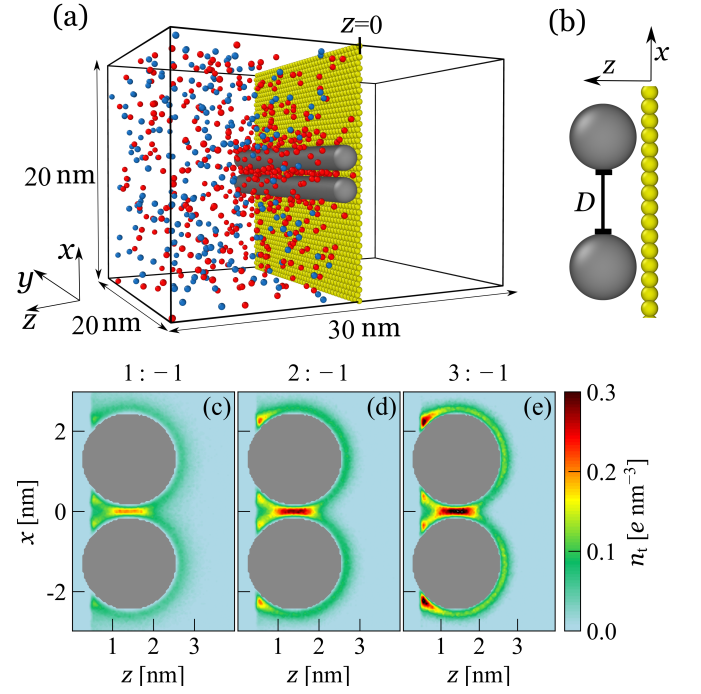 (a)
z=0
(b)
x
z
20 nm
D
x
y
z
20 nm
30 nm
1 : −1
2 : −1
3 : −1
(c)
(d)
(e)
0.3
0.2
0.1
0.0
nt [e nm−3]
2
0
-2
x [nm]
1 2 3
1 2 3
1 2 3
z [nm]
z [nm]
z [nm]